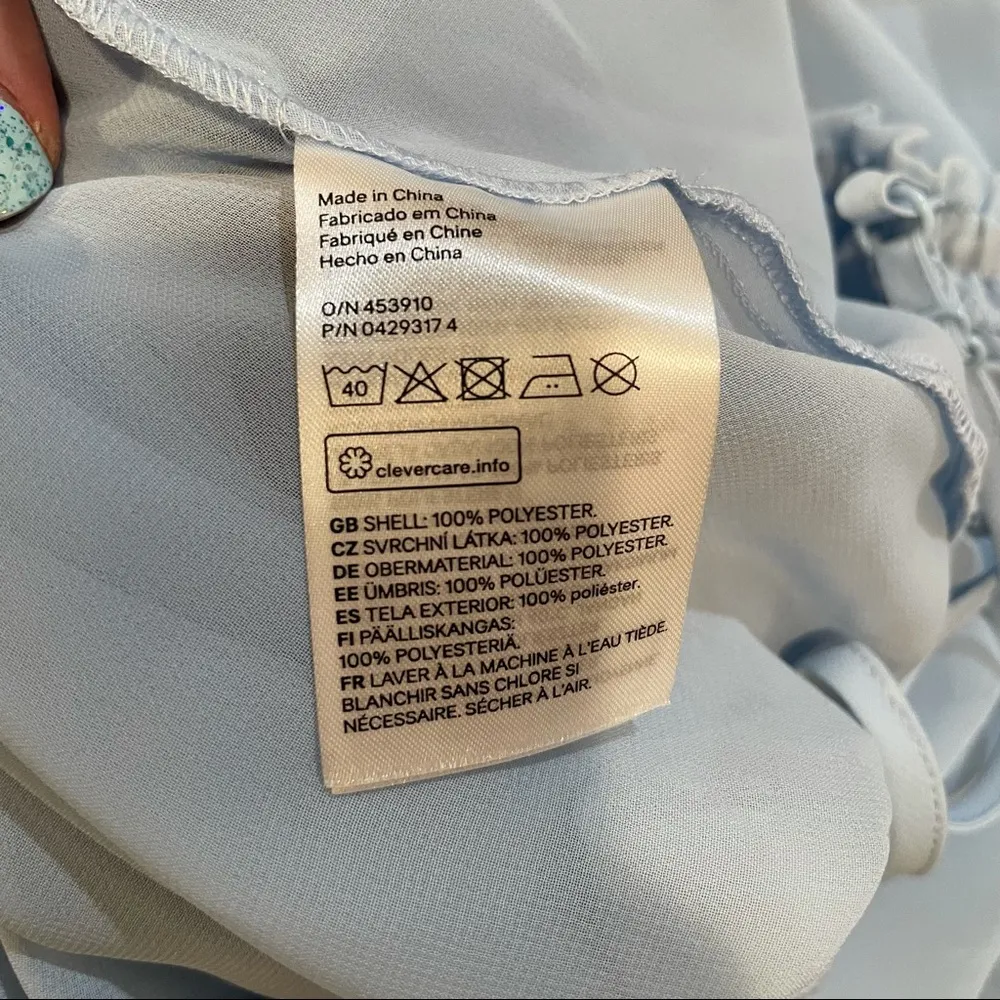 Made in China
Fabricado em China
Fabriqué en Chine
Hecho en China
O/N 453910
P/N 0429317 4
40
clevercare.info
GB SHELL: 100% POLYESTER.
CZ SVRCHNÍ LÁTKA: 100% POLYESTER.
DE OBERMATERIAL: 100% POLYESTER.
EE ÜMBRIS: 100% POLÜESTER.
ES TELA EXTERIOR: 100% poliéster.
FI PÄÄLLISKANGAS:
100% POLYESTERIÄ.
FR LAVER À LA MACHINE À L'EAU TIÈDE.
BLANCHIR SANS CHLORE SI
NÉCESSAIRE. SÉCHER À L'AIR.